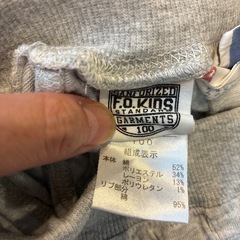 SANFORIZED
F.O.KIDS
STANDARD
GARMENTS
100
100
組成表示
本体 綿 52%
ポリエステル 34%
レーヨン 13%
ポリウレタン 1%
リブ部分
綿 95%